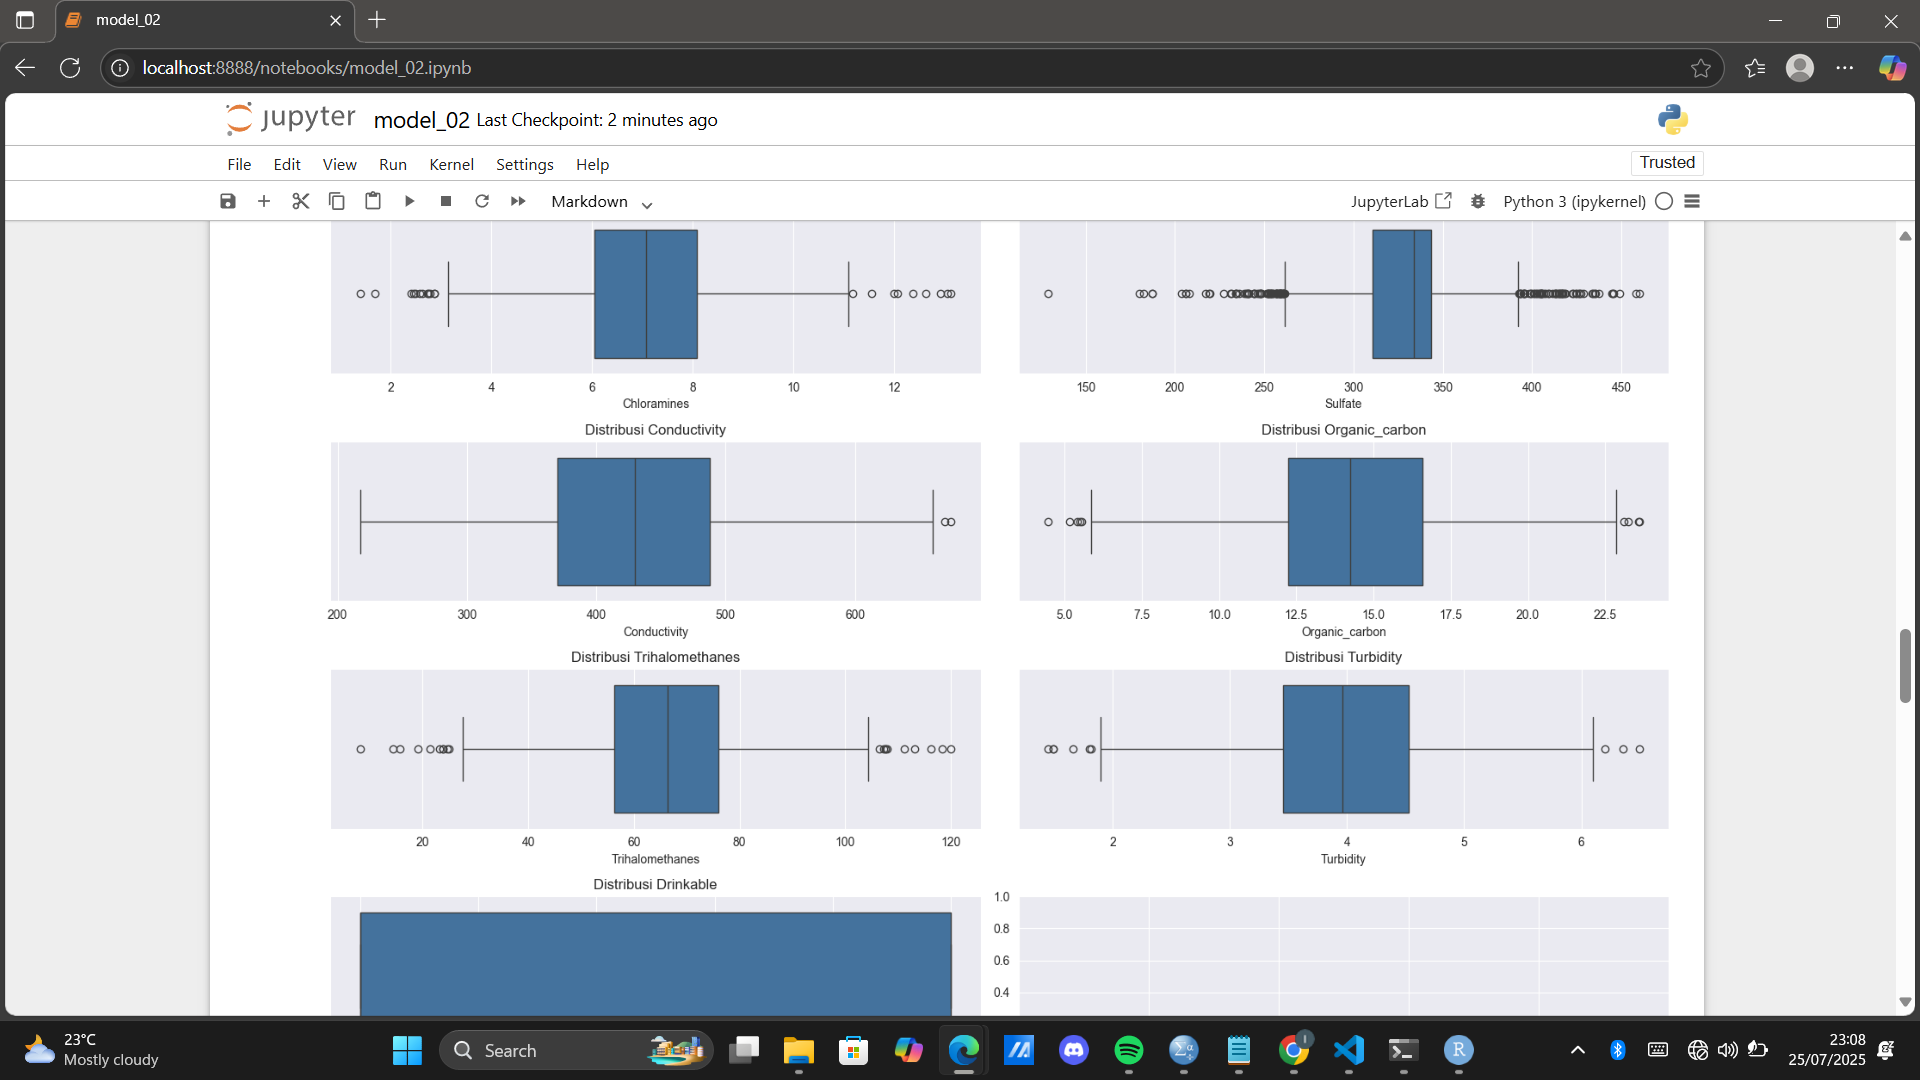 model_02
localhost:8888/notebooks/model_02.ipynb
jupyter model_02 Last Checkpoint: 2 minutes ago
File Edit View Run Kernel Settings Help
Trusted
Markdown
JupyterLab
Python 3 (ipykernel)
2 4 6 8 10 12
Chloramines
150 200 250 300 350 400 450
Sulfate
Distribusi Conductivity
200 300 400 500 600
Conductivity
Distribusi Organic_carbon
5.0 7.5 10.0 12.5 15.0 17.5 20.0 22.5
Organic_carbon
Distribusi Trihalomethanes
20 40 60 80 100 120
Trihalomethanes
Distribusi Turbidity
2 3 4 5 6
Turbidity
Distribusi Drinkable
1.0
0.8
0.6
0.4
23°C
Mostly cloudy
Search
23:08
25/07/2025